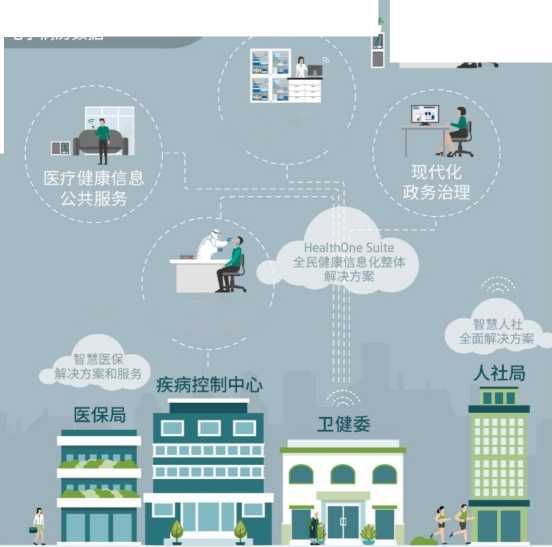 医疗健康信息
公共服务
现代化
政务治理
HealthOne Suite
全民健康信息化整体
解决方案
智慧人社
全面解决方案
智慧医保
解决方案和服务
人社局
疾病控制中心
医保局
卫健委